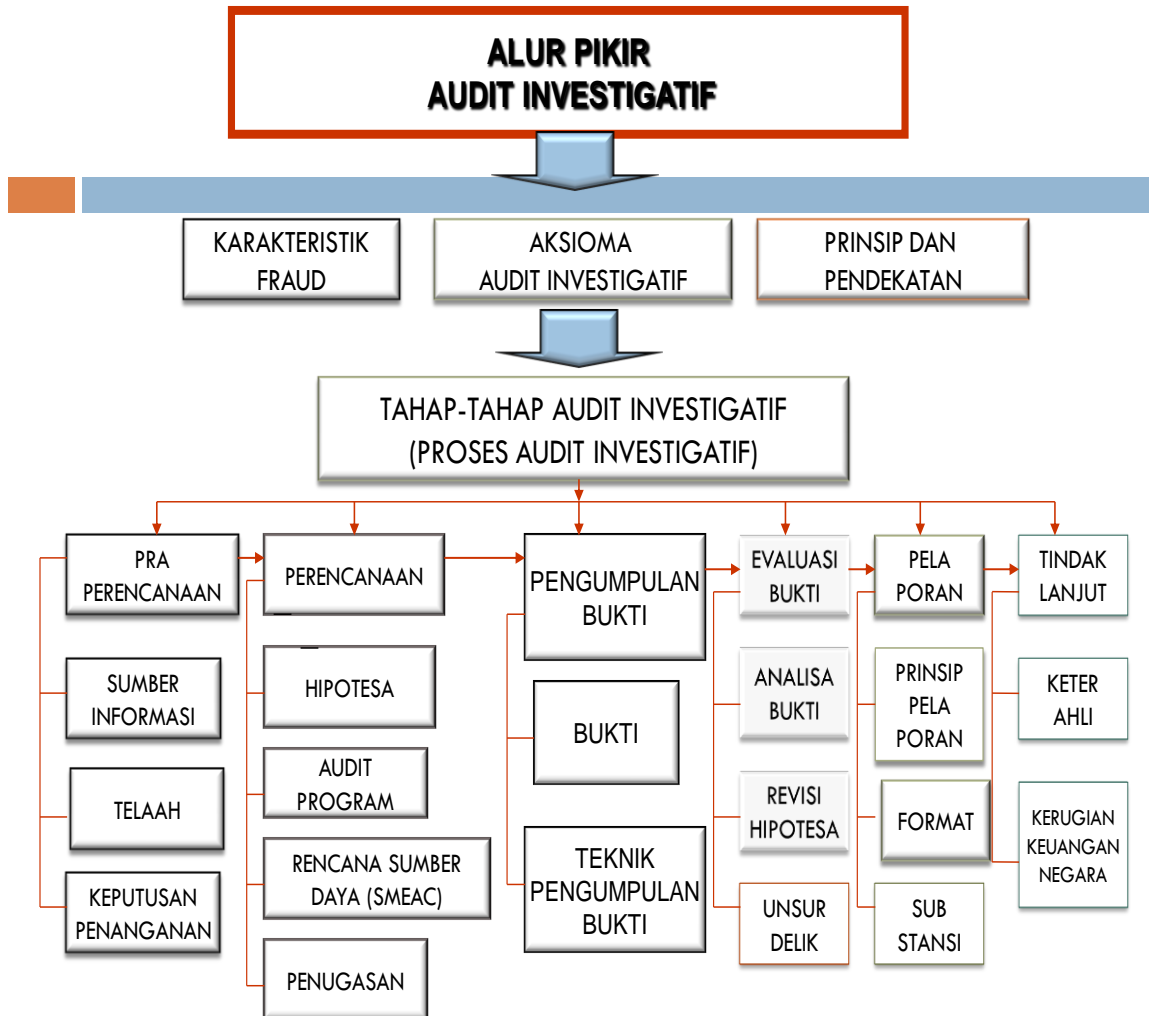 ALUR PIKIR
AUDIT INVESTIGATIF
KARAKTERISTIK
FRAUD
AKSIOMA
AUDIT INVESTIGATIF
PRINSIP DAN
PENDEKATAN
TAHAP-TAHAP AUDIT INVESTIGATIF
(PROSES AUDIT INVESTIGATIF)
PRA
PERENCANAAN
SUMBER
INFORMASI
TELAAH
KEPUTUSAN
PENANGANAN
PERENCANAAN
HIPOTESA
AUDIT
PROGRAM
RENCANA SUMBER
DAYA (SMEAC)
PENUGASAN
PENGUMPULAN
BUKTI
BUKTI
TEKNIK
PENGUMPULAN
BUKTI
EVALUASI
BUKTI
ANALISA
BUKTI
REVISI
HIPOTESA
UNSUR
DELIK
PELA
PORAN
PRINSIP
PELA
PORAN
FORMAT
SUB
STANSI
TINDAK
LANJUT
KETER
AHLI
KERUGIAN
KEUANGAN
NEGARA